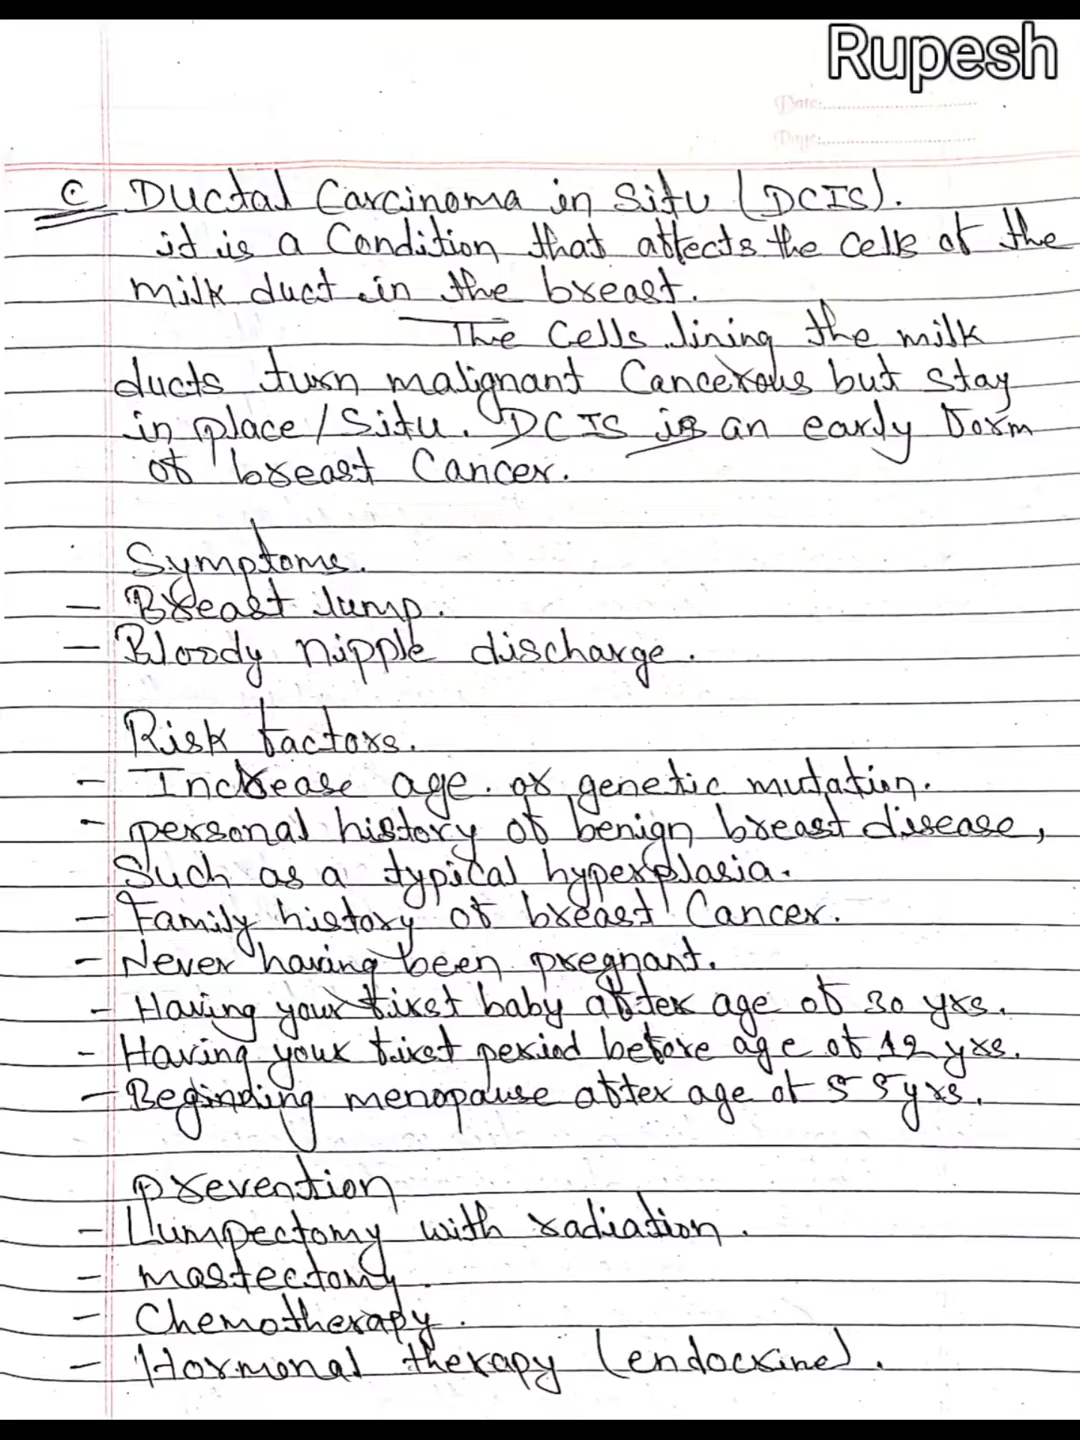 Rupesh
Date:
Page:
C Ductal Carcinoma in Situ (DCIS).
it is a Condition that affects the cells of the
milk duct in the breast.
The Cells lining the milk
ducts turn malignant Cancerous but stay
in place/Situ. DCIS is an early form
of breast Cancer.
Symptoms.
- Breast lump.
- Bloody nipple discharge.
Risk factors.
- Increase age. or genetic mutation.
- personal history of benign breast disease,
Such as a typical hyperplasia.
- Family history of breast Cancer.
- Never having been pregnant.
- Having your first baby after age of 30 yrs.
- Having your first period before age of 12 yrs.
- Beginding menopause after age of 55yrs.
prevention
- Lumpectomy with radiation.
- mastectomy.
- Chemotherapy.
- Hormonal therapy (endocrine).